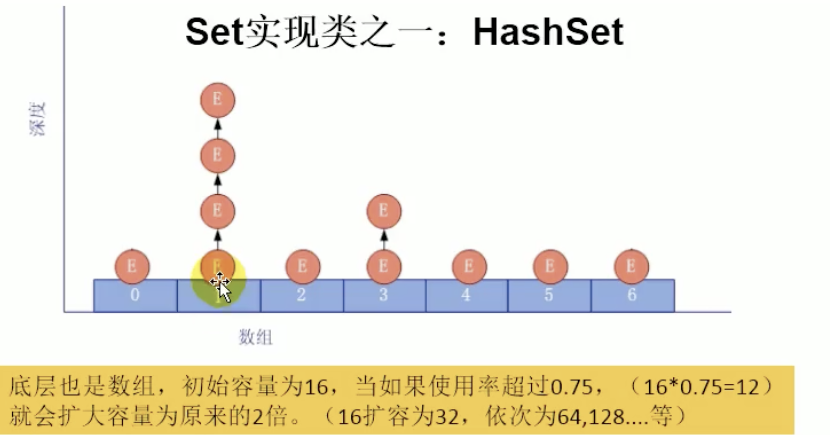 Set实现类之一：HashSet
深度
E
E
E E
E E E E E E E
0 1 2 3 4 5 6
数组
底层也是数组，初始容量为16，当如果使用率超过0.75，（16*0.75=12）
就会扩大容量为原来的2倍。（16扩容为32，依次为64,128....等）